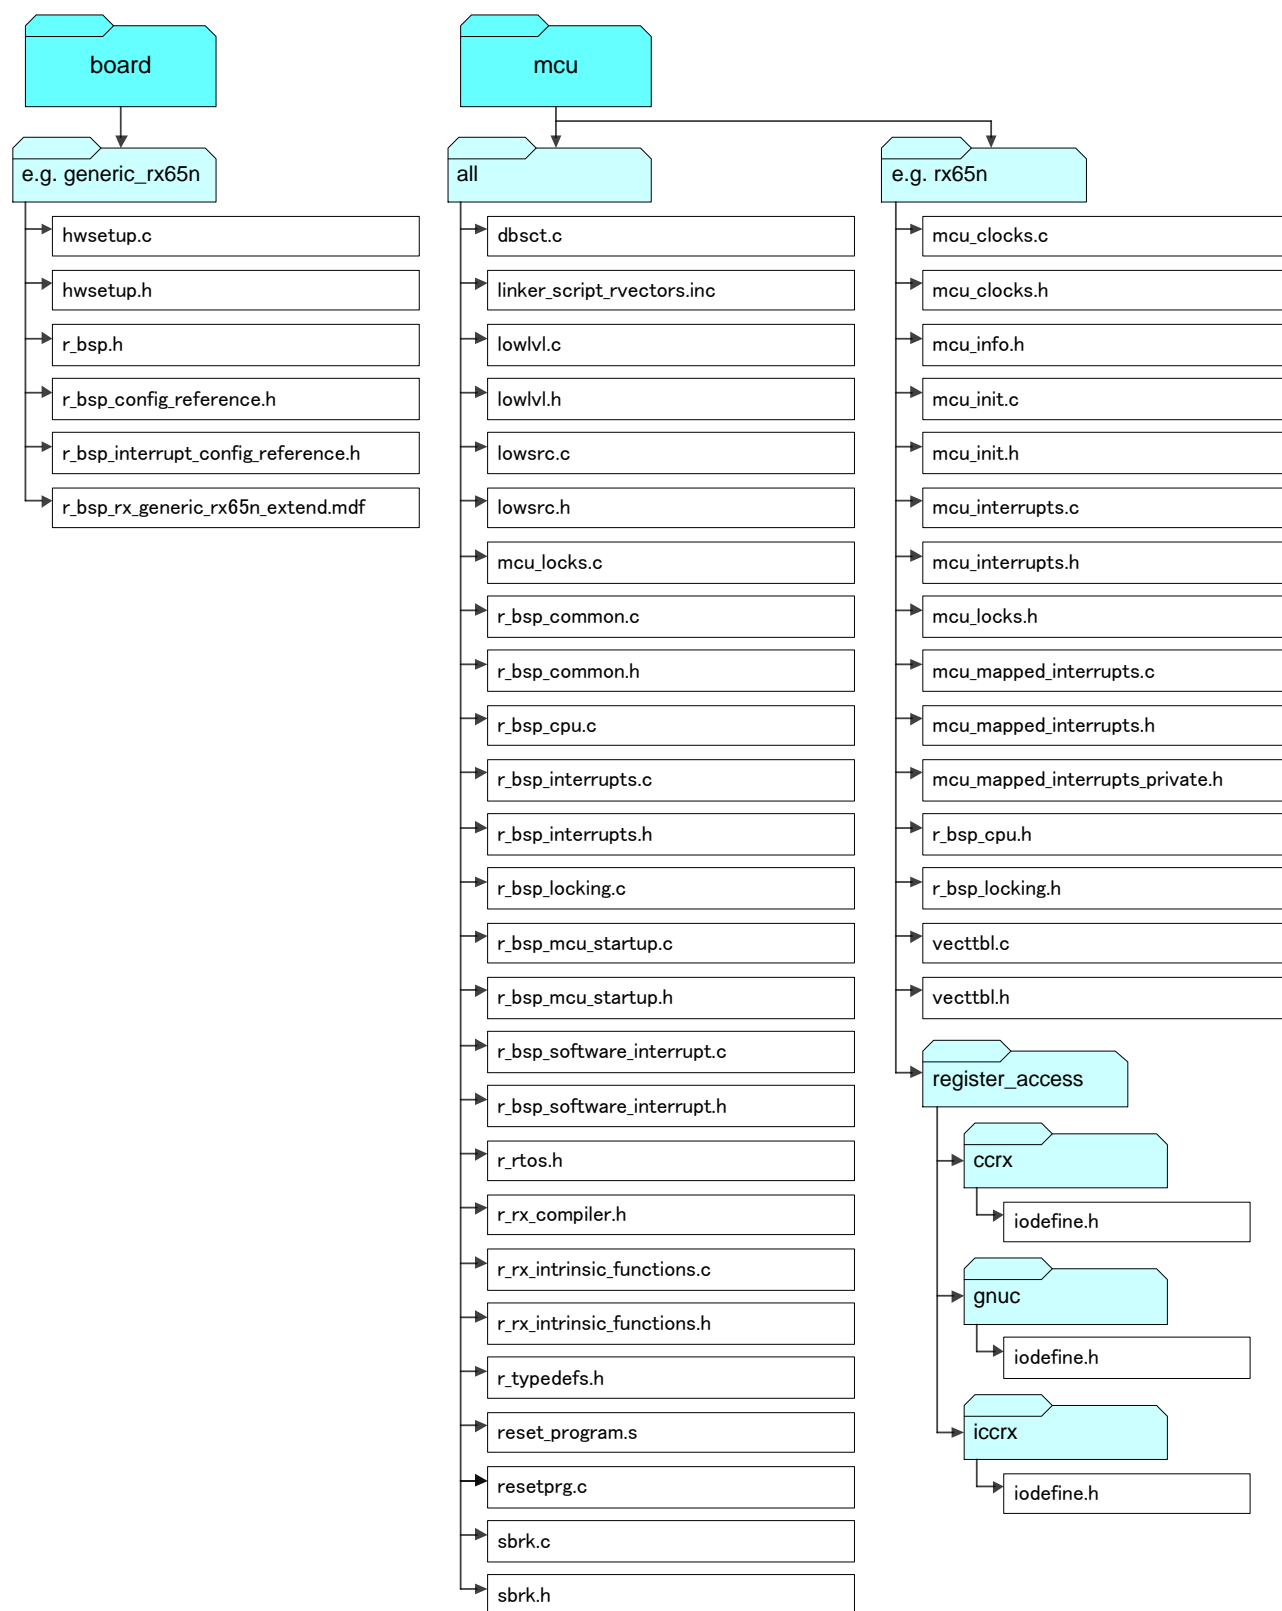 board
e.g. generic_rx65n
hwsetup.c
hwsetup.h
r_bsp.h
r_bsp_config_reference.h
r_bsp_interrupt_config_reference.h
r_bsp_rx_generic_rx65n_extend.mdf
mcu
all
dbsct.c
linker_script_rvectors.inc
lowlvl.c
lowlvl.h
lowsrc.c
lowsrc.h
mcu_locks.c
r_bsp_common.c
r_bsp_common.h
r_bsp_cpu.c
r_bsp_interrupts.c
r_bsp_interrupts.h
r_bsp_locking.c
r_bsp_mcu_startup.c
r_bsp_mcu_startup.h
r_bsp_software_interrupt.c
r_bsp_software_interrupt.h
r_rtos.h
r_rx_compiler.h
r_rx_intrinsic_functions.c
r_rx_intrinsic_functions.h
r_typedefs.h
reset_program.s
resetprg.c
sbrk.c
sbrk.h
e.g. rx65n
mcu_clocks.c
mcu_clocks.h
mcu_info.h
mcu_init.c
mcu_init.h
mcu_interrupts.c
mcu_interrupts.h
mcu_locks.h
mcu_mapped_interrupts.c
mcu_mapped_interrupts.h
mcu_mapped_interrupts_private.h
r_bsp_cpu.h
r_bsp_locking.h
vecttbl.c
vecttbl.h
register_access
ccrx
iodefine.h
gnuc
iodefine.h
iccrx
iodefine.h